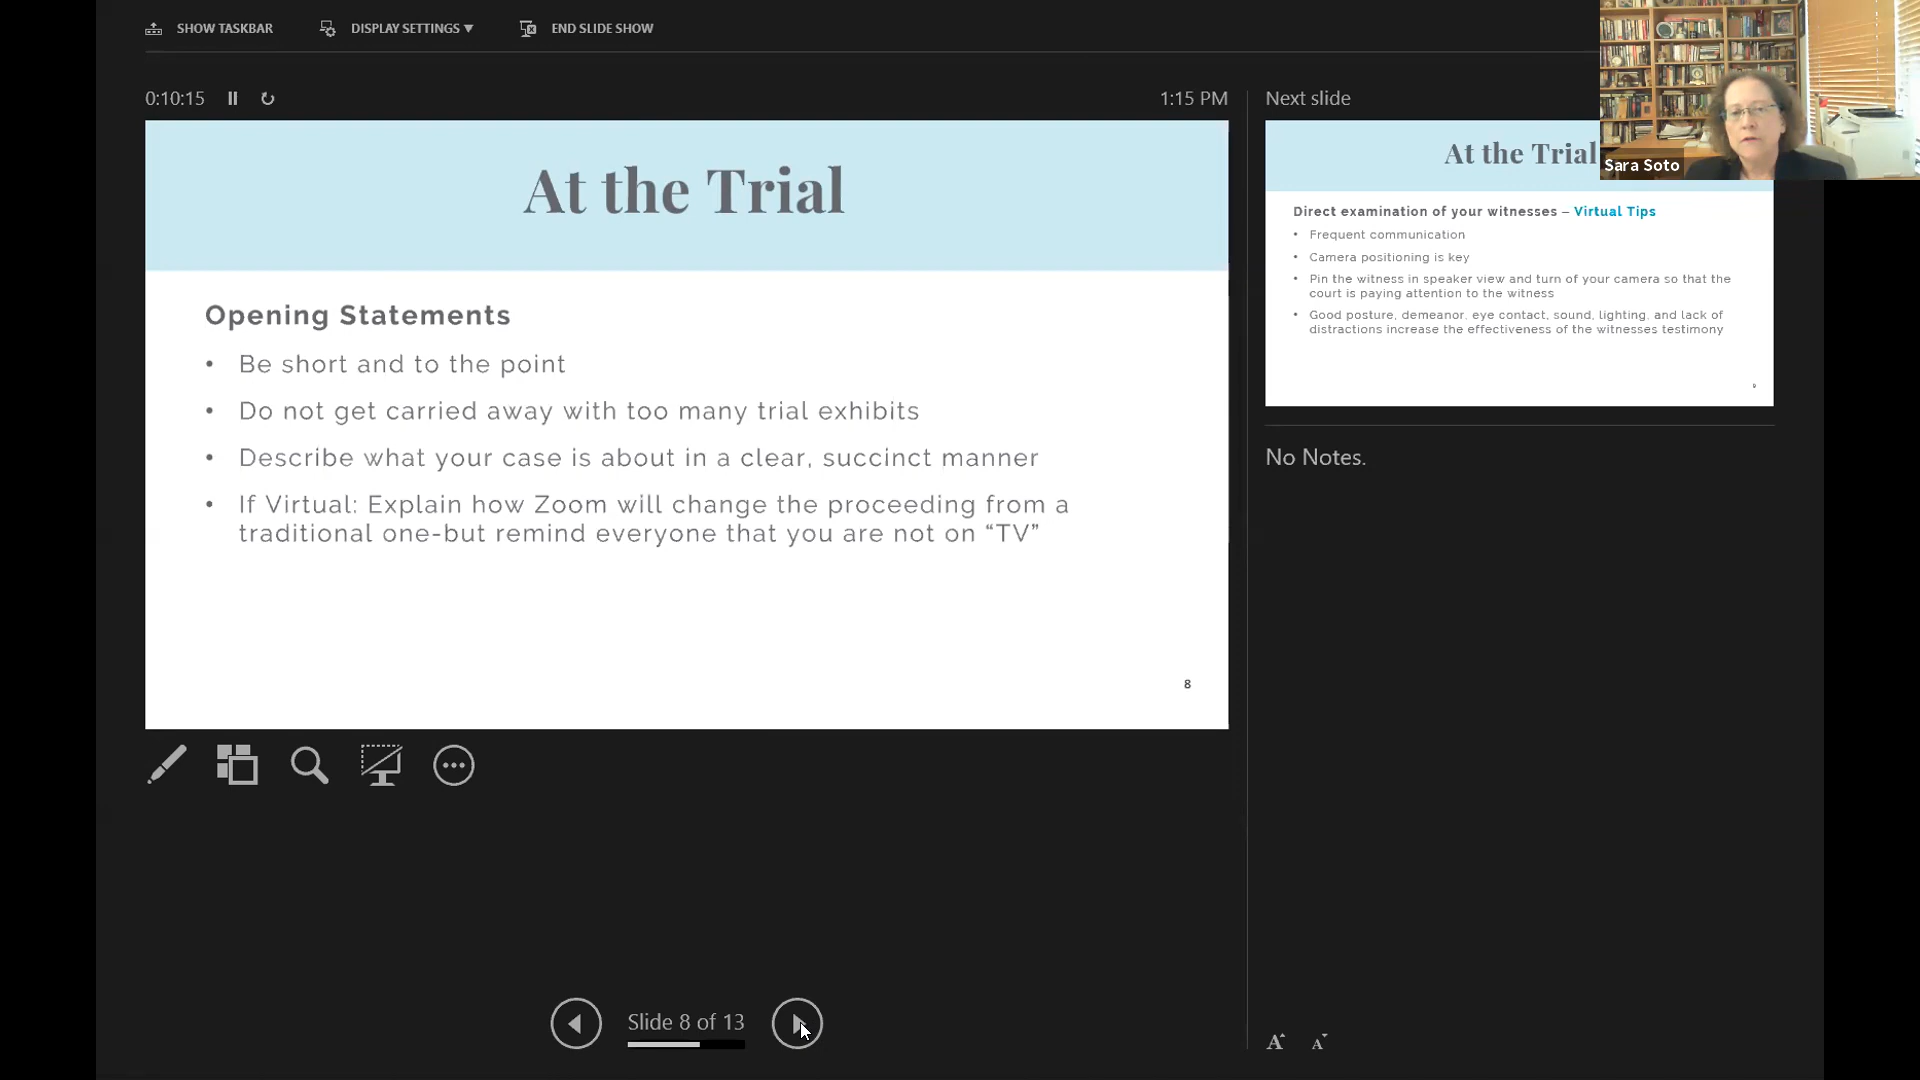 SHOW TASKBAR
DISPLAY SETTINGS ▼
END SLIDE SHOW
0:10:15
1:15 PM
At the Trial
Opening Statements
• Be short and to the point
• Do not get carried away with too many trial exhibits
• Describe what your case is about in a clear, succinct manner
• If Virtual: Explain how Zoom will change the proceeding from a
traditional one-but remind everyone that you are not on “TV”
8
Slide 8 of 13
Next slide
At the Trial
Direct examination of your witnesses – Virtual Tips
• Frequent communication
• Camera positioning is key
• Pin the witness in speaker view and turn of your camera so that the
court is paying attention to the witness
• Good posture, demeanor, eye contact, sound, lighting, and lack of
distractions increase the effectiveness of the witnesses testimony
9
No Notes.
A A
Sara Soto